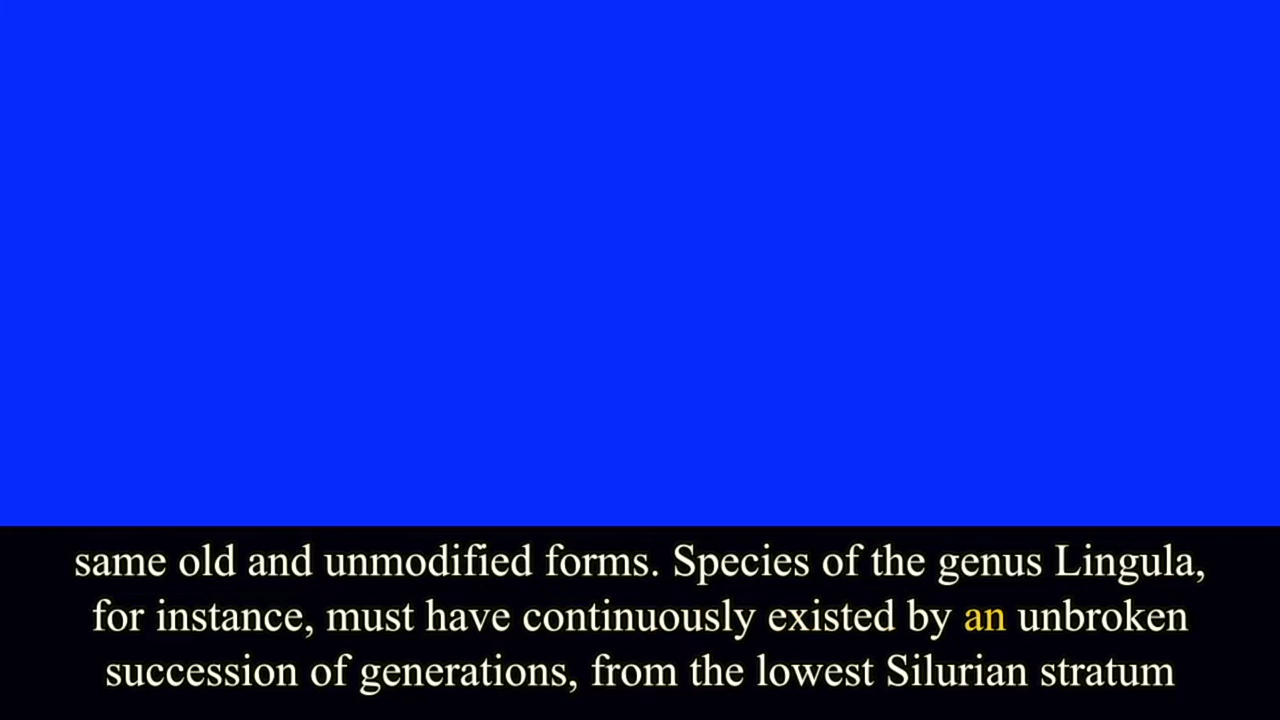 same old and unmodified forms. Species of the genus Lingula,
for instance, must have continuously existed by an unbroken
succession of generations, from the lowest Silurian stratum